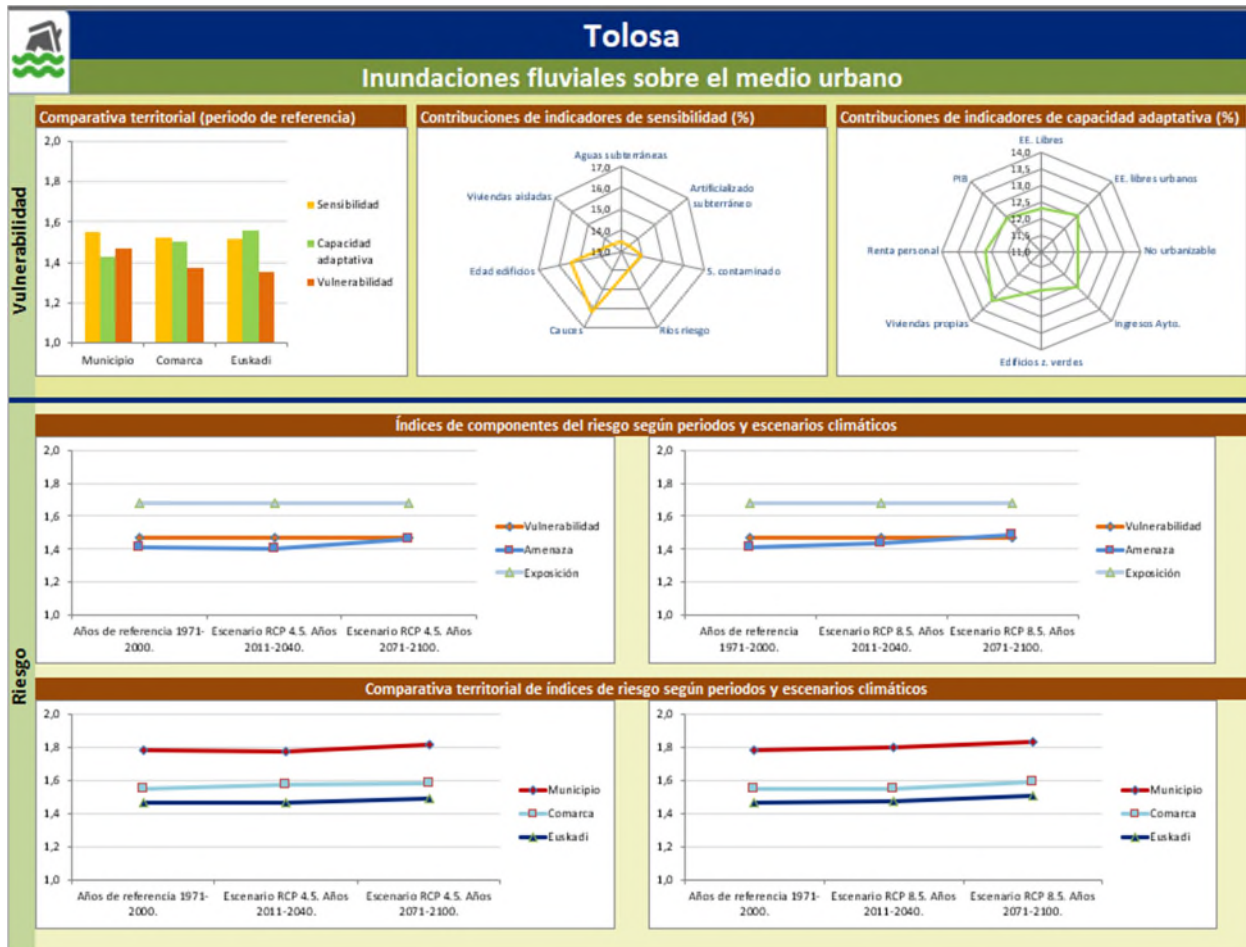 Tolosa
Inundaciones fluviales sobre el medio urbano
Vulnerabilidad
Comparativa territorial (periodo de referencia)
2,0
1,8
1,6
1,4
1,2
1,0
Municipio
Comarca
Euskadi
Sensibilidad
Capacidad
adaptativa
Vulnerabilidad
Contribuciones de indicadores de sensibilidad (%)
Aguas subterráneas
Artificializado
subterráneo
S. contaminado
Ríos riesgo
Cauces
Edad edificios
Viviendas aisladas
17,0
16,0
15,0
14,0
13,0
Contribuciones de indicadores de capacidad adaptativa (%)
EE. Libres
EE. libres urbanos
No urbanizable
Ingresos Ayto.
Edificios z. verdes
Viviendas propias
Renta personal
PIB
14,0
13,5
13,0
12,5
12,0
11,5
11,0
Riesgo
Índices de componentes del riesgo según periodos y escenarios climáticos
2,0
1,8
1,6
1,4
1,2
1,0
Años de referencia 1971-
2000.
Escenario RCP 4.5. Años
2011-2040.
Escenario RCP 4.5. Años
2071-2100.
Vulnerabilidad
Amenaza
Exposición
2,0
1,8
1,6
1,4
1,2
1,0
Años de referencia
1971-2000.
Escenario RCP 8.5. Años
2011-2040.
Escenario RCP 8.5. Años
2071-2100.
Vulnerabilidad
Amenaza
Exposición
Comparativa territorial de índices de riesgo según periodos y escenarios climáticos
2,0
1,8
1,6
1,4
1,2
1,0
Años de referencia 1971-
2000.
Escenario RCP 4.5. Años
2011-2040.
Escenario RCP 4.5. Años
2071-2100.
Municipio
Comarca
Euskadi
2,0
1,8
1,6
1,4
1,2
1,0
Años de referencia 1971-
2000.
Escenario RCP 8.5. Años
2011-2040.
Escenario RCP 8.5. Años
2071-2100.
Municipio
Comarca
Euskadi